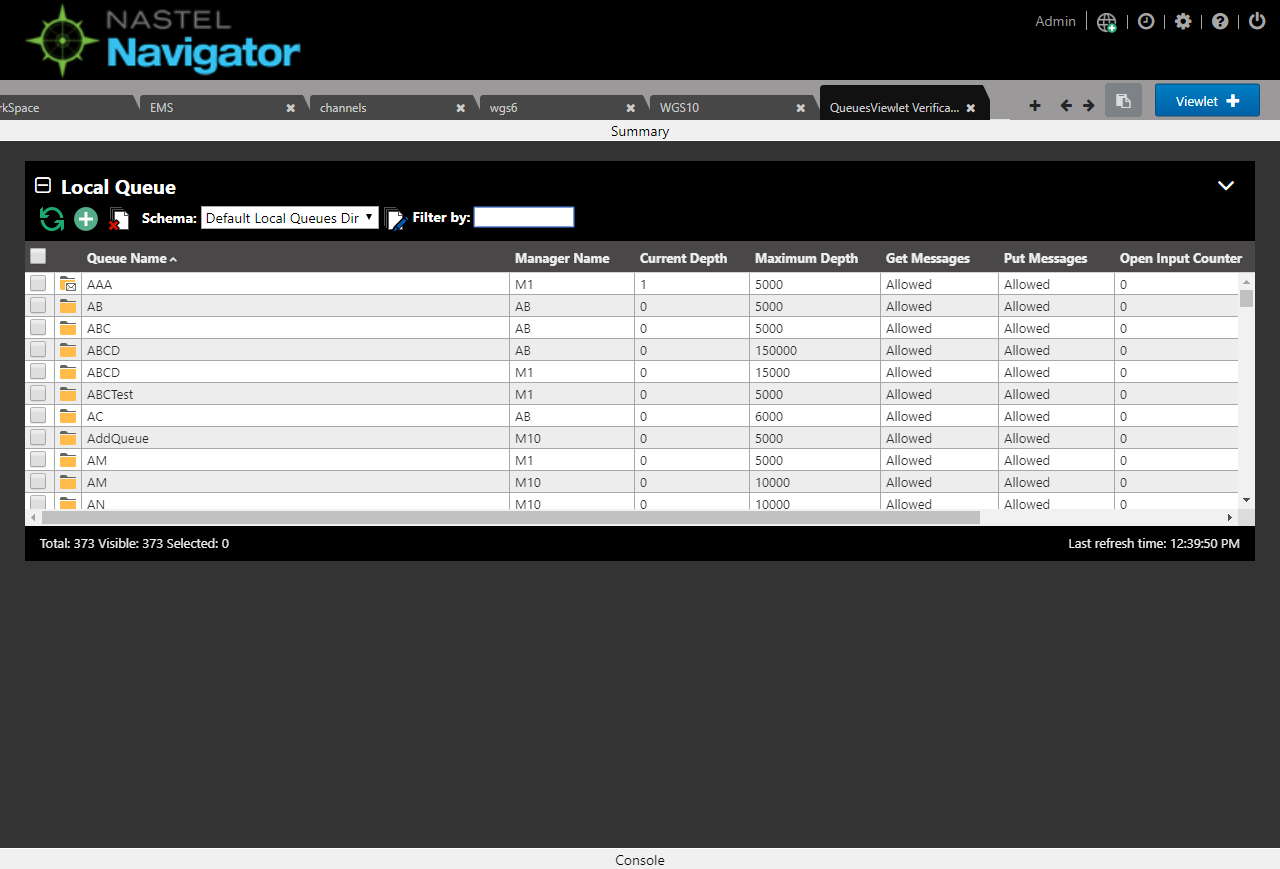 NASTEL
Navigator
Admin
rkSpace EMS channels wgs6 WGS10 QueuesViewlet Verifica... Viewlet
Summary
Local Queue
Schema: Default Local Queues Dir Filter by:
Queue Name Manager Name Current Depth Maximum Depth Get Messages Put Messages Open Input Counter
AAA M1 1 5000 Allowed Allowed 0
AB AB 0 5000 Allowed Allowed 0
ABC AB 0 5000 Allowed Allowed 0
ABCD AB 0 150000 Allowed Allowed 0
ABCD M1 0 15000 Allowed Allowed 0
ABCTest M1 0 5000 Allowed Allowed 0
AC AB 0 6000 Allowed Allowed 0
AddQueue M10 0 5000 Allowed Allowed 0
AM M1 0 5000 Allowed Allowed 0
AM M10 0 10000 Allowed Allowed 0
AN M10 0 10000 Allowed Allowed 0
Total: 373 Visible: 373 Selected: 0 Last refresh time: 12:39:50 PM
Console